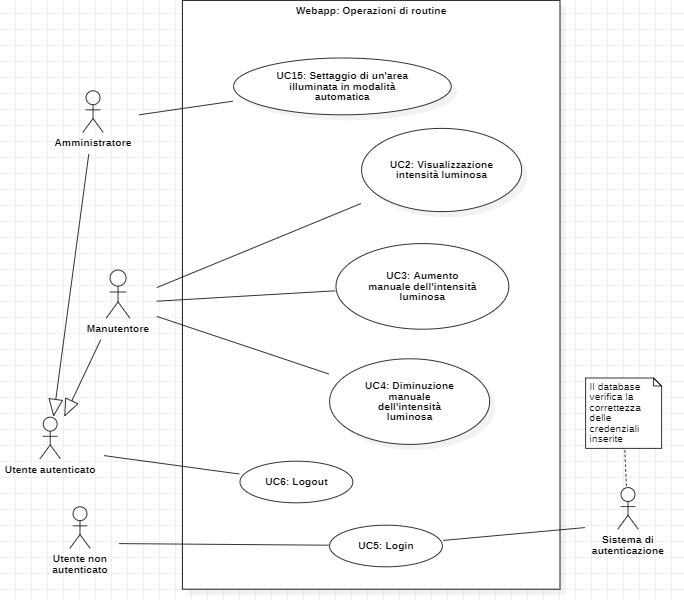 Webapp: Operazioni di routine
UC15: Settaggio di un'area
illuminata in modalità
automatica
Amministratore
UC2: Visualizzazione
intensità luminosa
UC3: Aumento
manuale dell'intensità
luminosa
Manutentore
UC4: Diminuzione
manuale
dell'intensità
luminosa
Il database
verifica la
correttezza
delle
credenziali
inserite
Utente autenticato
UC6: Logout
Utente non
autenticato
UC5: Login
Sistema di
autenticazione